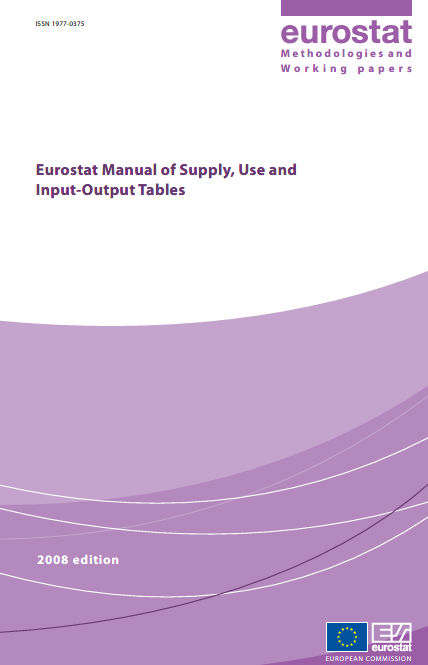 ISSN 1977-0375
eurostat
Methodologies and
Working papers
Eurostat Manual of Supply, Use and
Input-Output Tables
2008 edition
eurostat
EUROPEAN COMMISSION